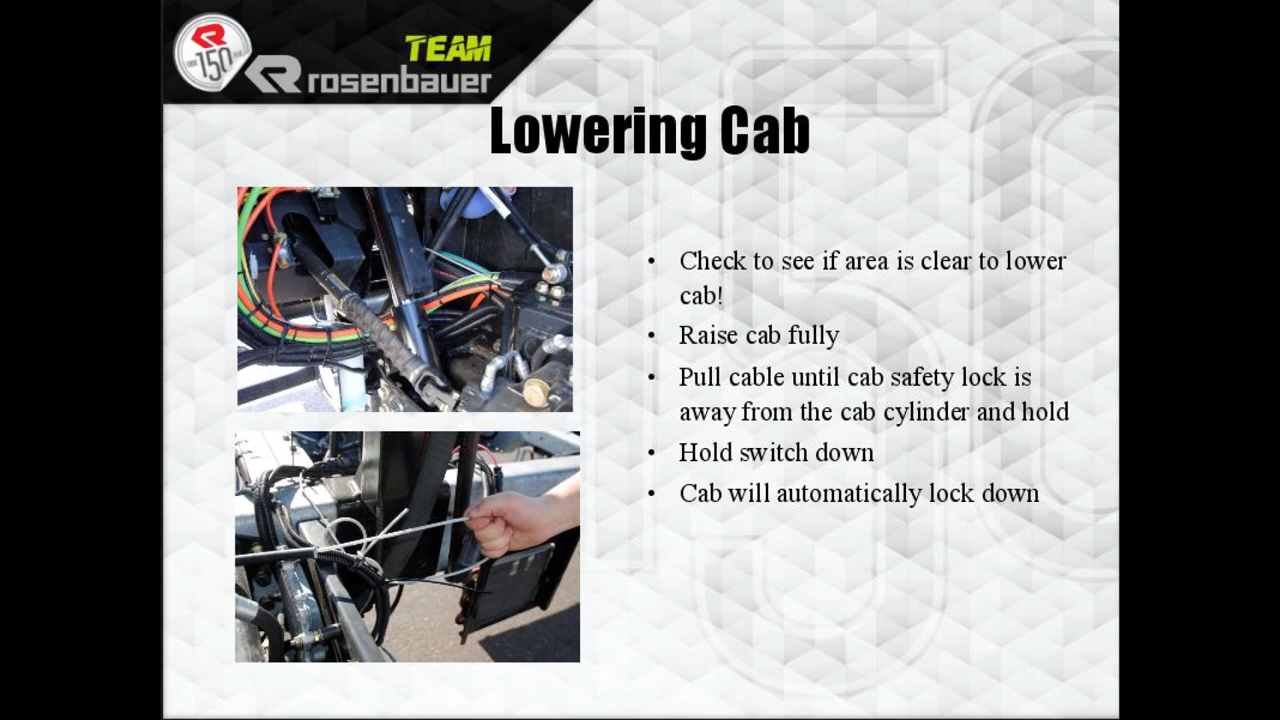 150
TEAM
rosenbauer
Lowering Cab
• Check to see if area is clear to lower
cab!
• Raise cab fully
• Pull cable until cab safety lock is
away from the cab cylinder and hold
• Hold switch down
• Cab will automatically lock down